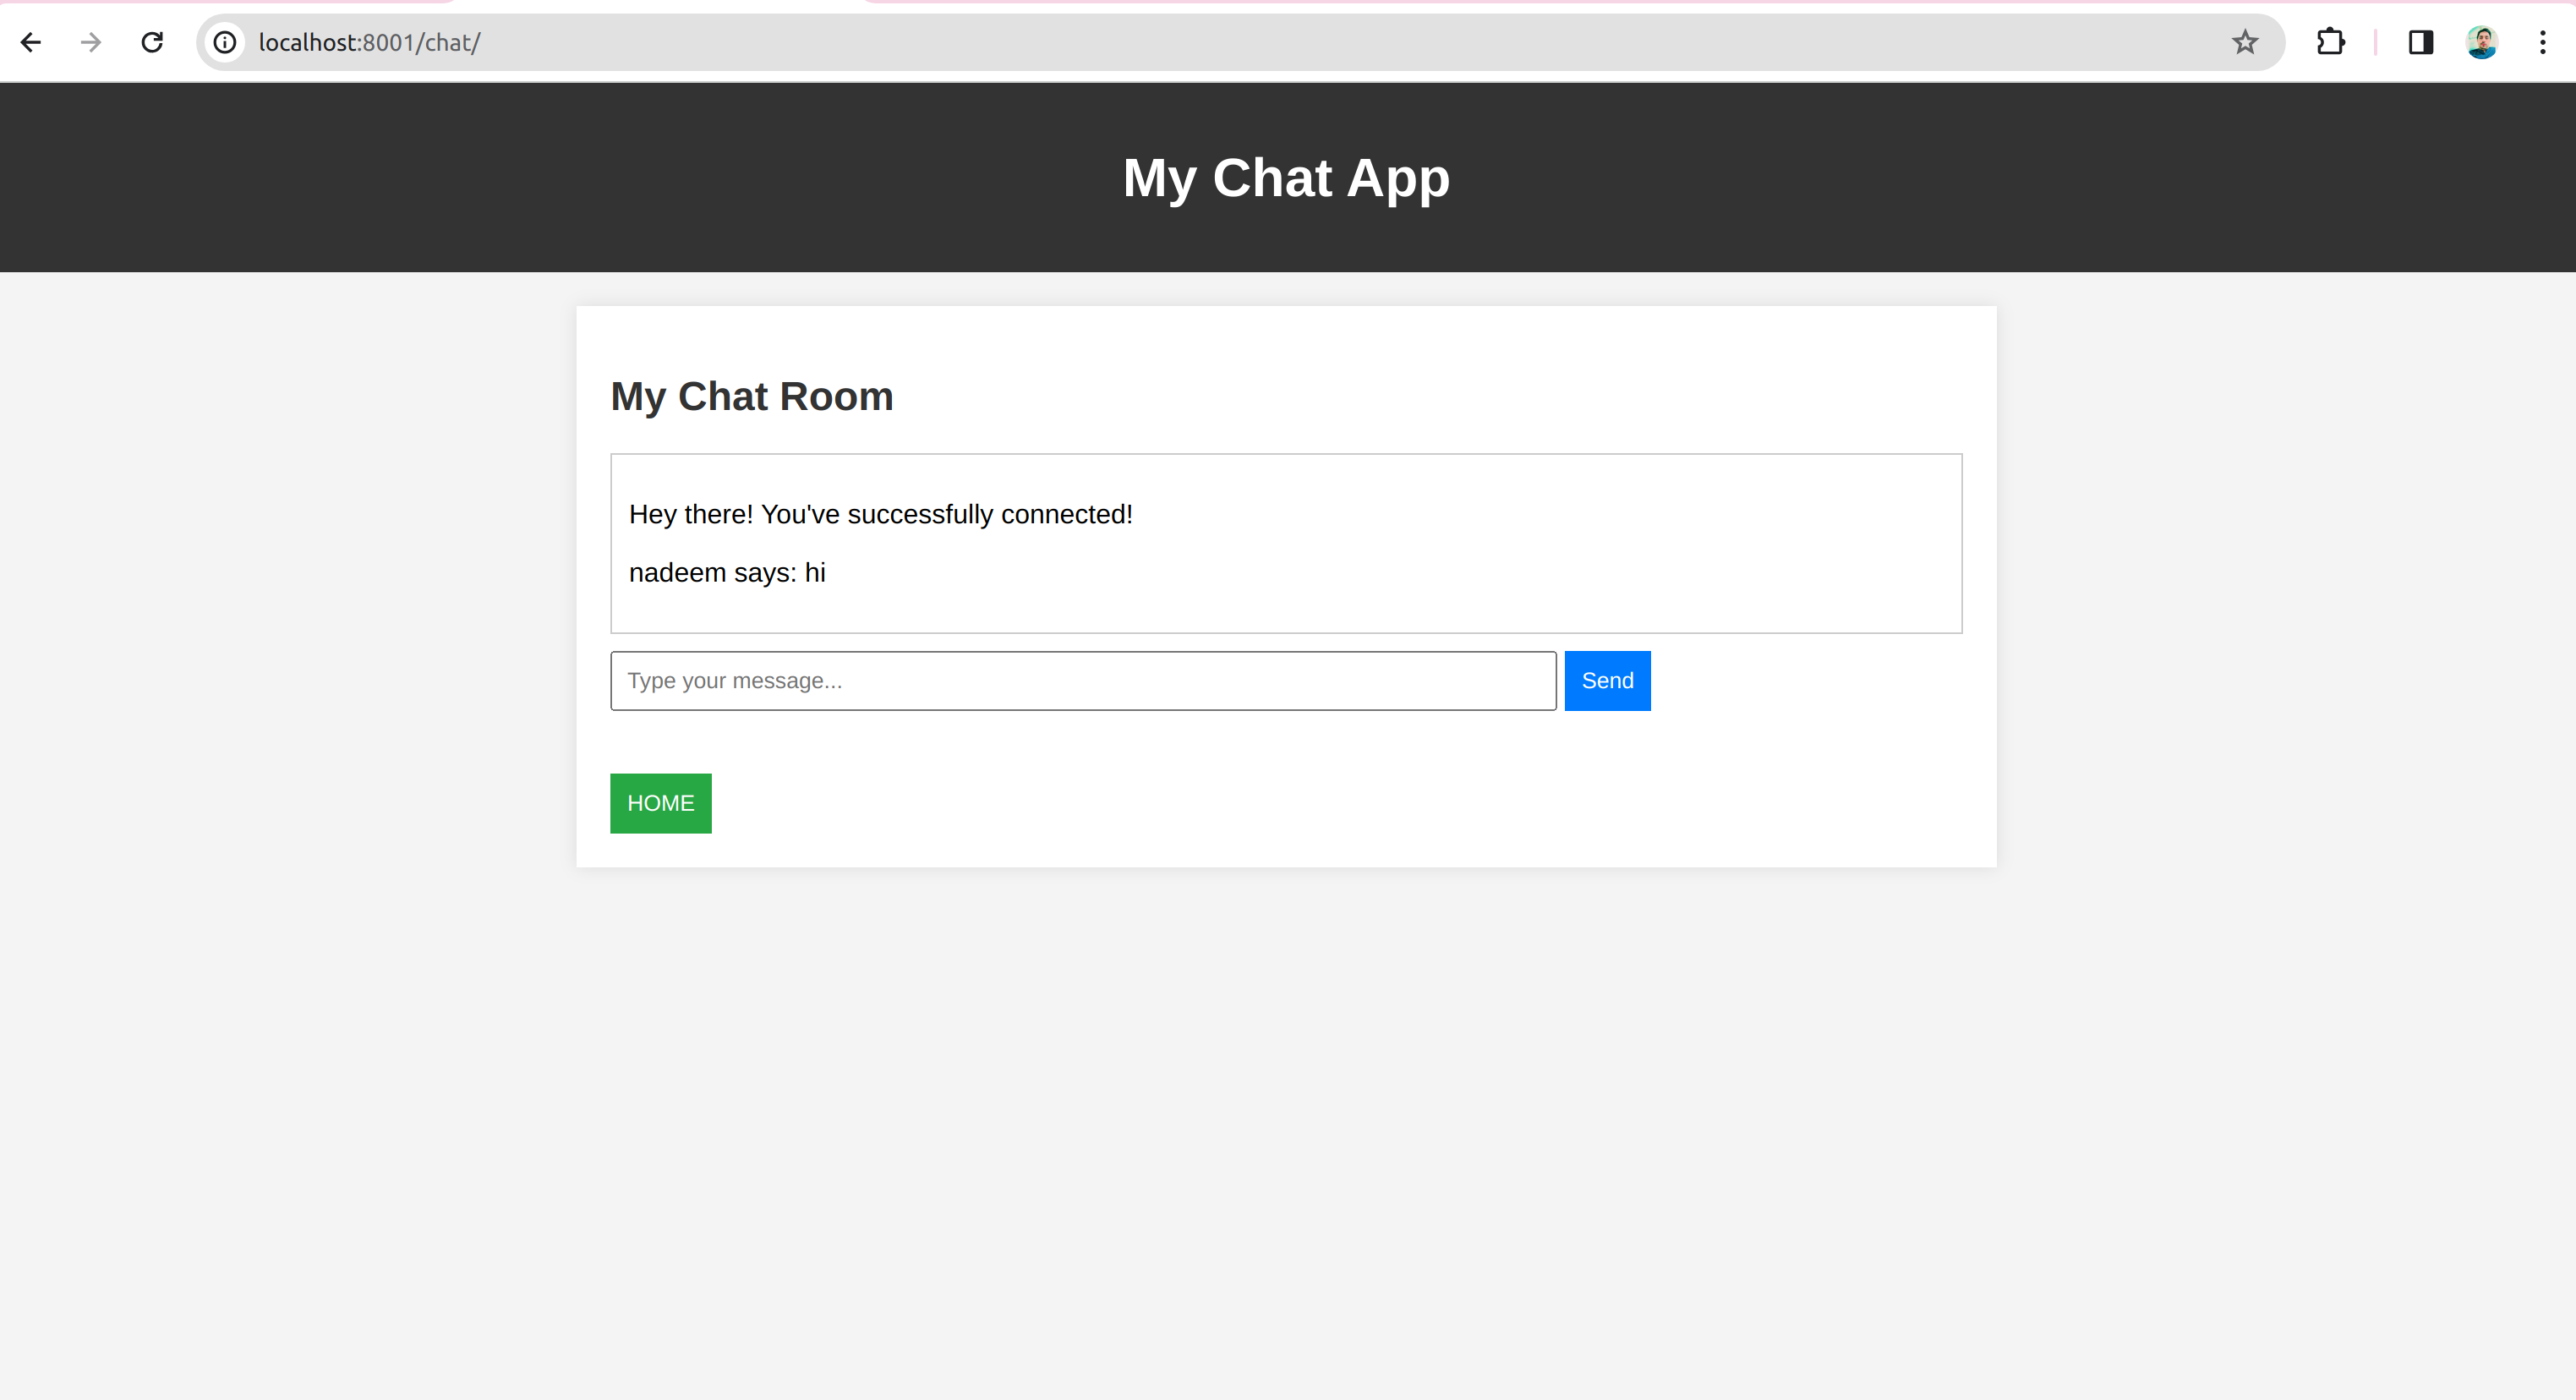 localhost:8001/chat/
My Chat App
My Chat Room
Hey there! You've successfully connected!
nadeem says: hi
Type your message... Send
HOME